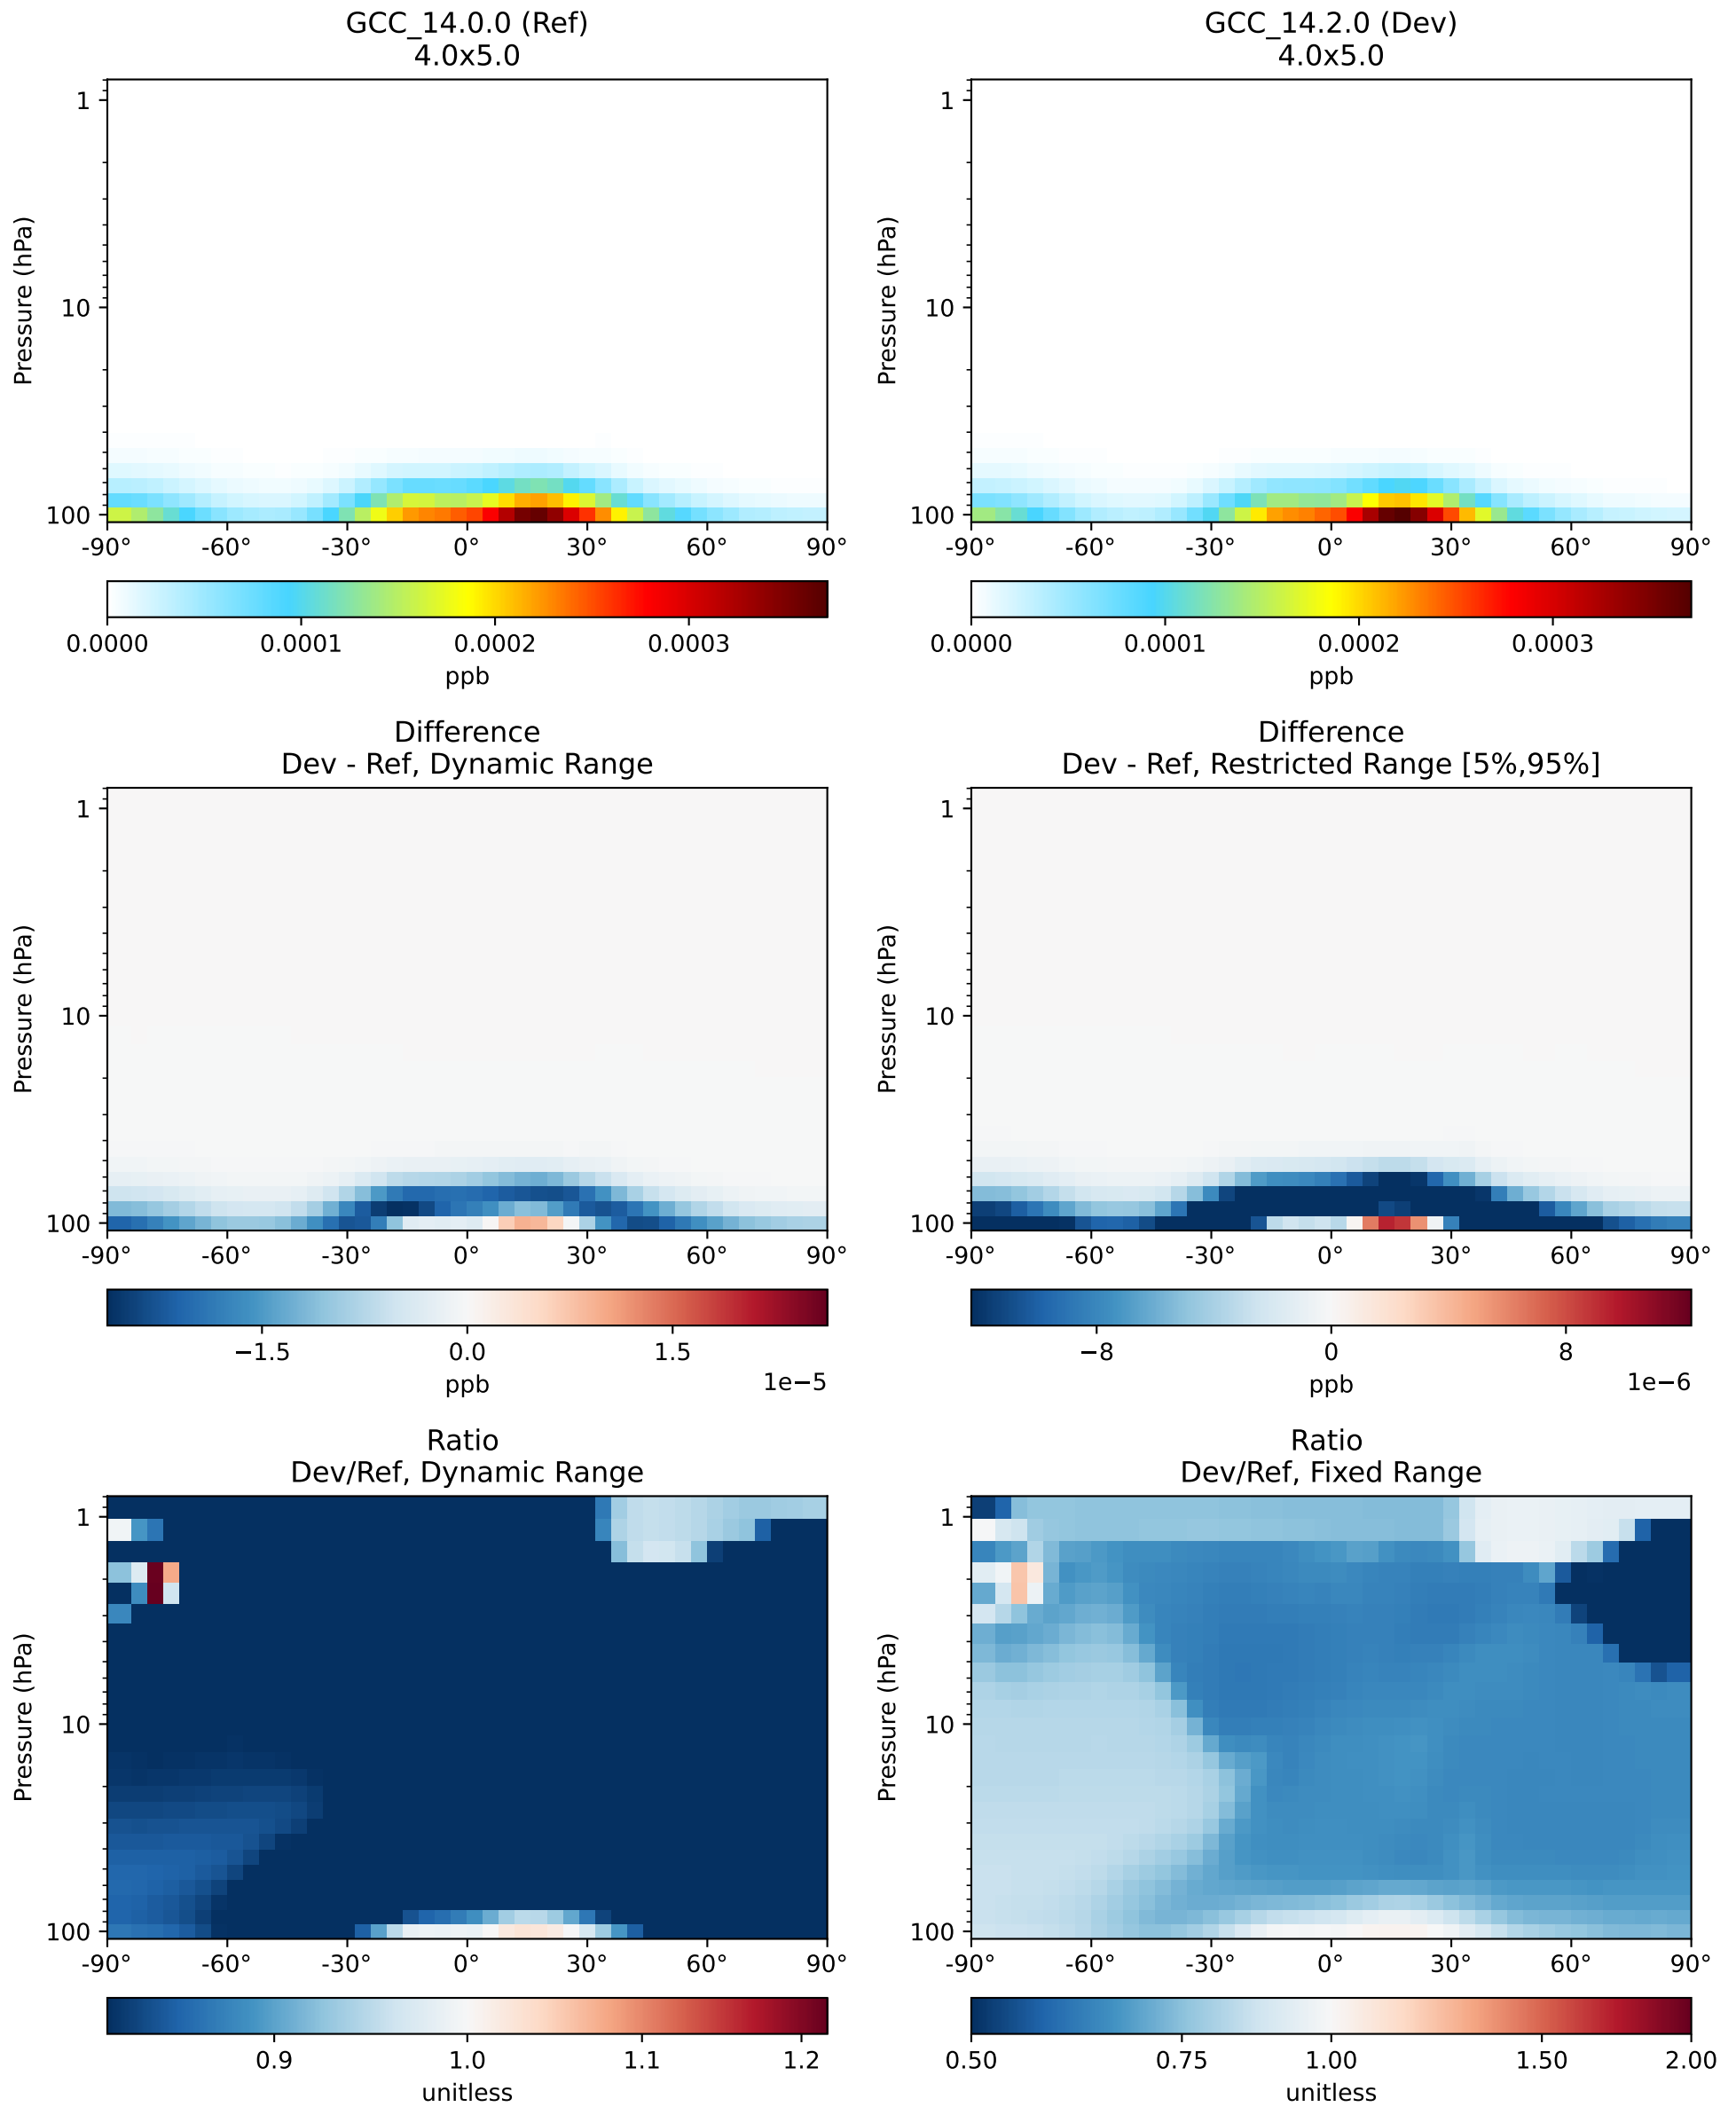 GCC_14.0.0 (Ref)
4.0x5.0
Pressure (hPa)
1
10
100
-90° -60° -30° 0° 30° 60° 90°
0.0000 0.0001 0.0002 0.0003
ppb
GCC_14.2.0 (Dev)
4.0x5.0
Pressure (hPa)
1
10
100
-90° -60° -30° 0° 30° 60° 90°
0.0000 0.0001 0.0002 0.0003
ppb
Difference
Dev - Ref, Dynamic Range
Pressure (hPa)
1
10
100
-90° -60° -30° 0° 30° 60° 90°
−1.5 0.0 1.5
1e−5
ppb
Difference
Dev - Ref, Restricted Range [5%,95%]
Pressure (hPa)
1
10
100
-90° -60° -30° 0° 30° 60° 90°
−8 0 8
1e−6
ppb
Ratio
Dev/Ref, Dynamic Range
Pressure (hPa)
1
10
100
-90° -60° -30° 0° 30° 60° 90°
0.9 1.0 1.1 1.2
unitless
Ratio
Dev/Ref, Fixed Range
Pressure (hPa)
1
10
100
-90° -60° -30° 0° 30° 60° 90°
0.50 0.75 1.00 1.50 2.00
unitless